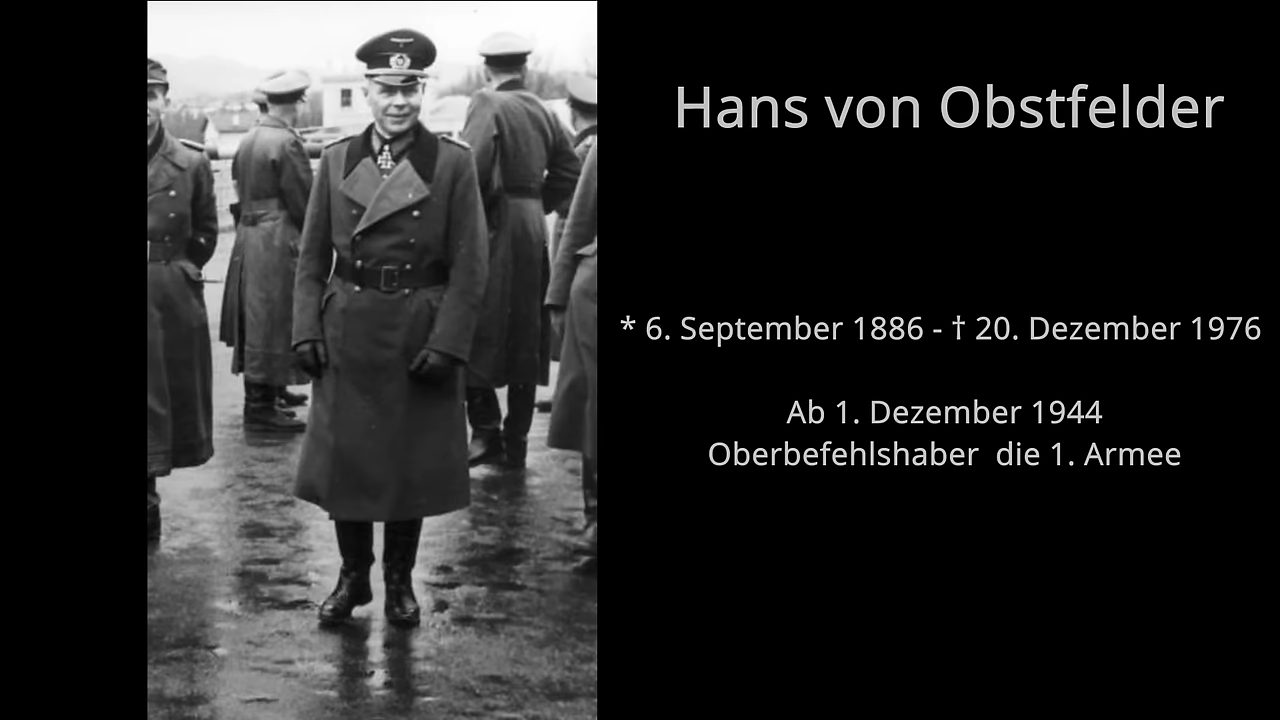 Hans von Obstfelder
* 6. September 1886 - † 20. Dezember 1976
Ab 1. Dezember 1944
Oberbefehlshaber  die 1. Armee